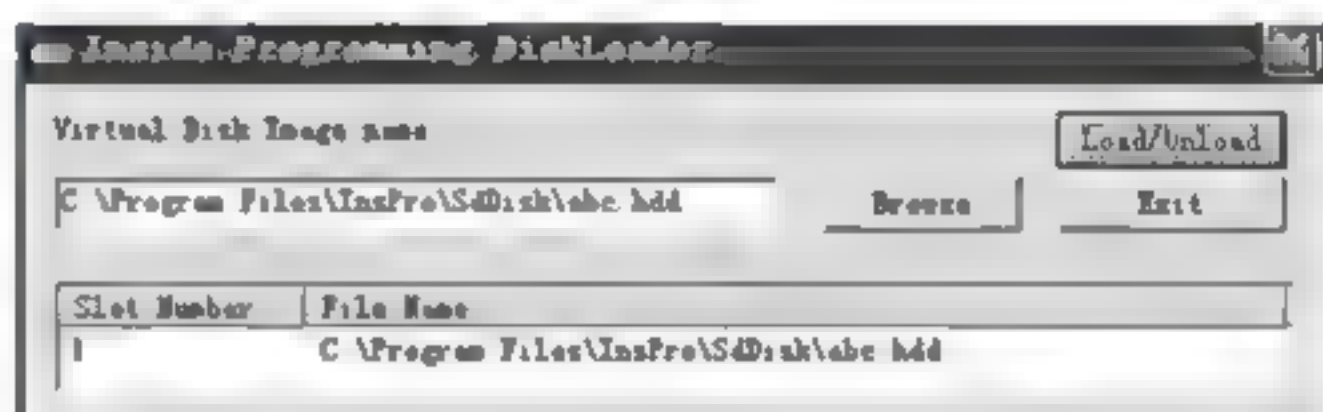 Inside Programming DiskLoader
Virtual Disk Image name
Load/Unload
C \Program Files\InsPro\SdDisk\abc hdd
Browse
Exit
Slot Number
File Name
1
C \Program Files\InsPro\SdDisk\abc hdd